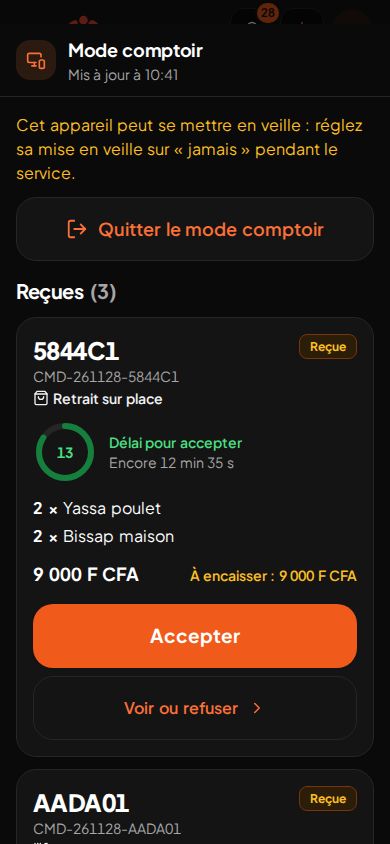 28
Mode comptoir
Mis à jour à 10:41
Cet appareil peut se mettre en veille : réglez
sa mise en veille sur « jamais » pendant le
service.
Quitter le mode comptoir
Reçues (3)
5844C1
Reçue
CMD-261128-5844C1
Retrait sur place
13
Délai pour accepter
Encore 12 min 35 s
2 × Yassa poulet
2 × Bissap maison
9 000 F CFA
À encaisser : 9 000 F CFA
Accepter
Voir ou refuser
AADA01
Reçue
CMD-261128-AADA01